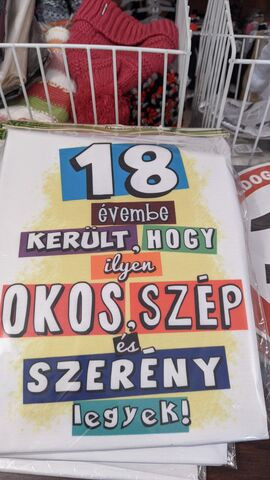 18
évembe
KERÜLT, HOGY
ilyen
OKOS, SZÉP
és
SZERÉNY
legyek!